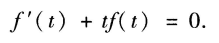 f'(t) + tf(t) = 0.